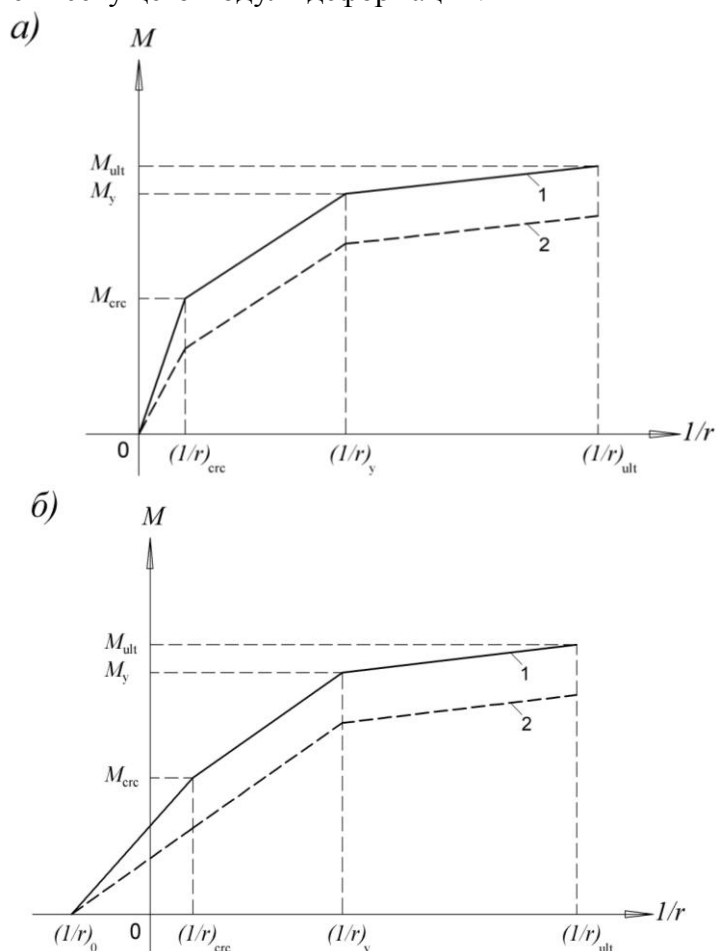 а)
M
M_ult
M_y
1
2
M_crc
0
1/r
(1/r)_crc
(1/r)_y
(1/r)_ult
б)
M
M_ult
M_y
1
2
M_crc
1/r
(1/r)_0
0
(1/r)_crc
(1/r)_y
(1/r)_ult